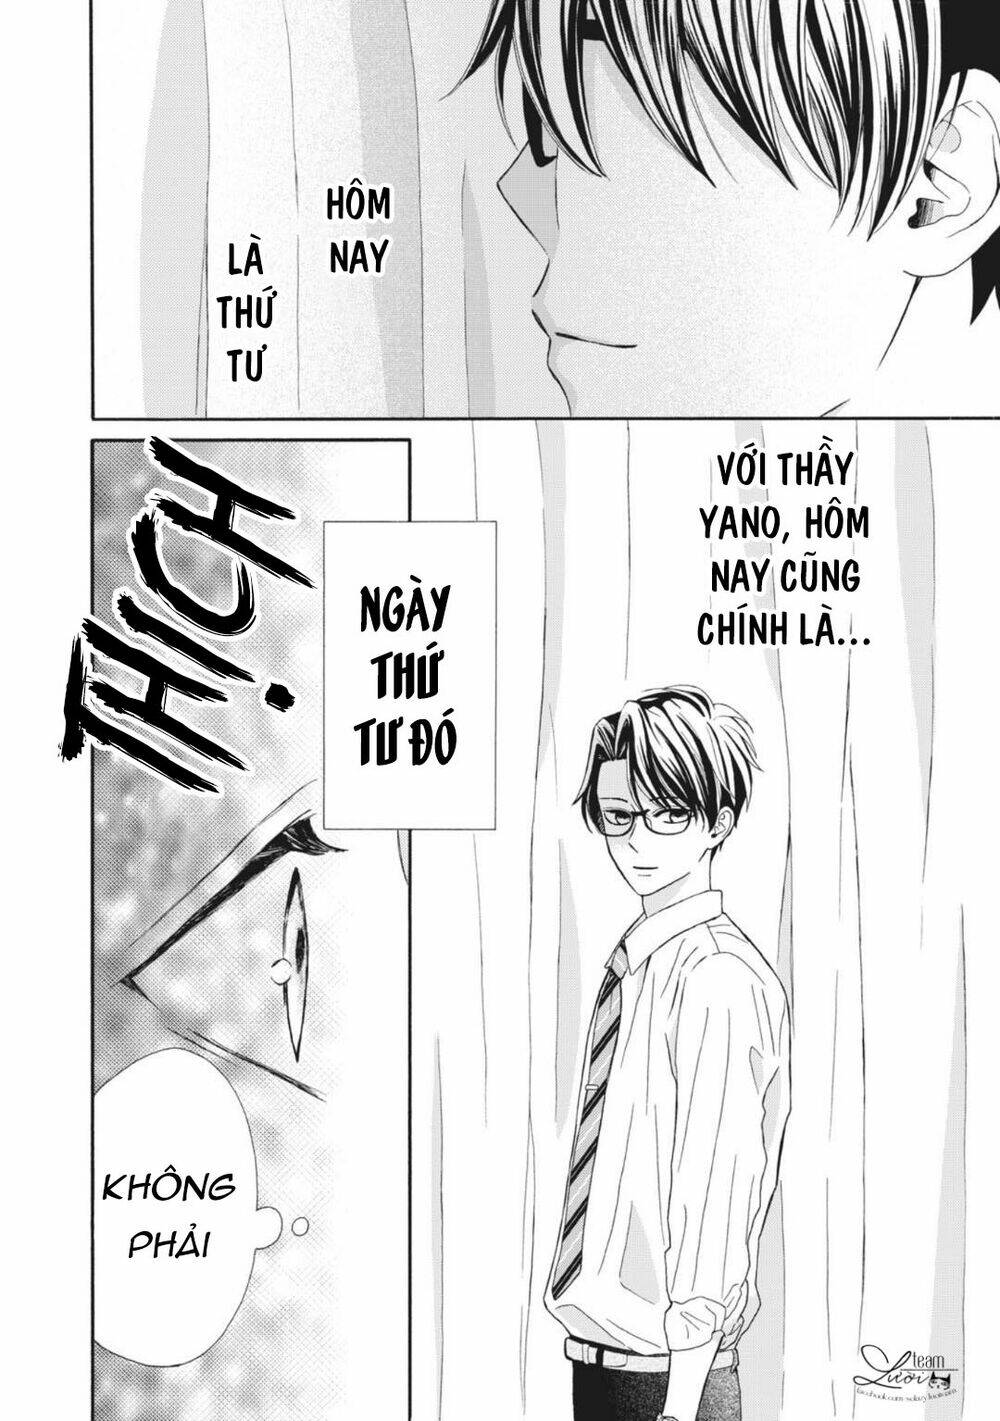 HÔM
NAY
LÀ
THỨ
TƯ
VỚI THẦY
YANO, HÔM
NAY CŨNG
CHÍNH LÀ...
NGÀY
THỨ
TƯ ĐÓ
THỊCH
KHÔNG
PHẢI
team
Lười